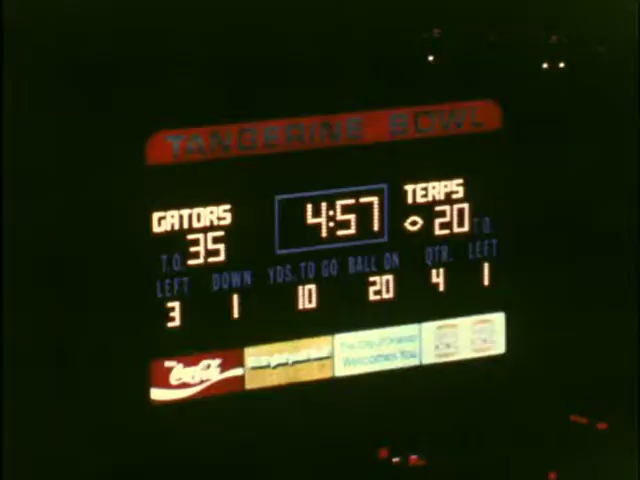 TANGERINE BOWL
GATORS 4:57 TERPS
35 20
T.O. LEFT DOWN YDS. TO GO BALL ON QTR. T.O. LEFT
3 1 10 20 4 1
Coca
The City of Orlando
Welcomes You